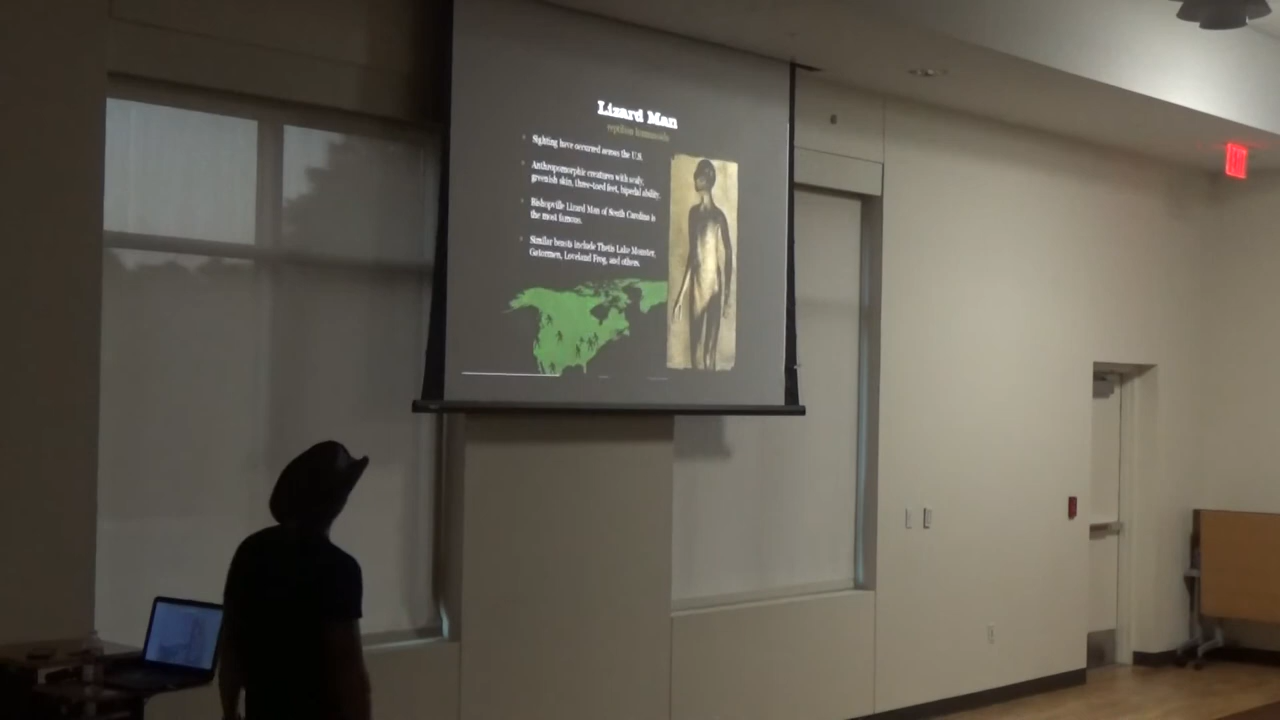 Lizard Man
Sighting have occurred across the U.S.
Anthropomorphic creatures with scaly,
greenish skin, three-toed feet, bipedal ability.
Bishopville Lizard Man of South Carolina is
the most famous.
Similar beasts include Thetis Lake Monster,
Gatormen, Loveland Frog, and others.
EXIT